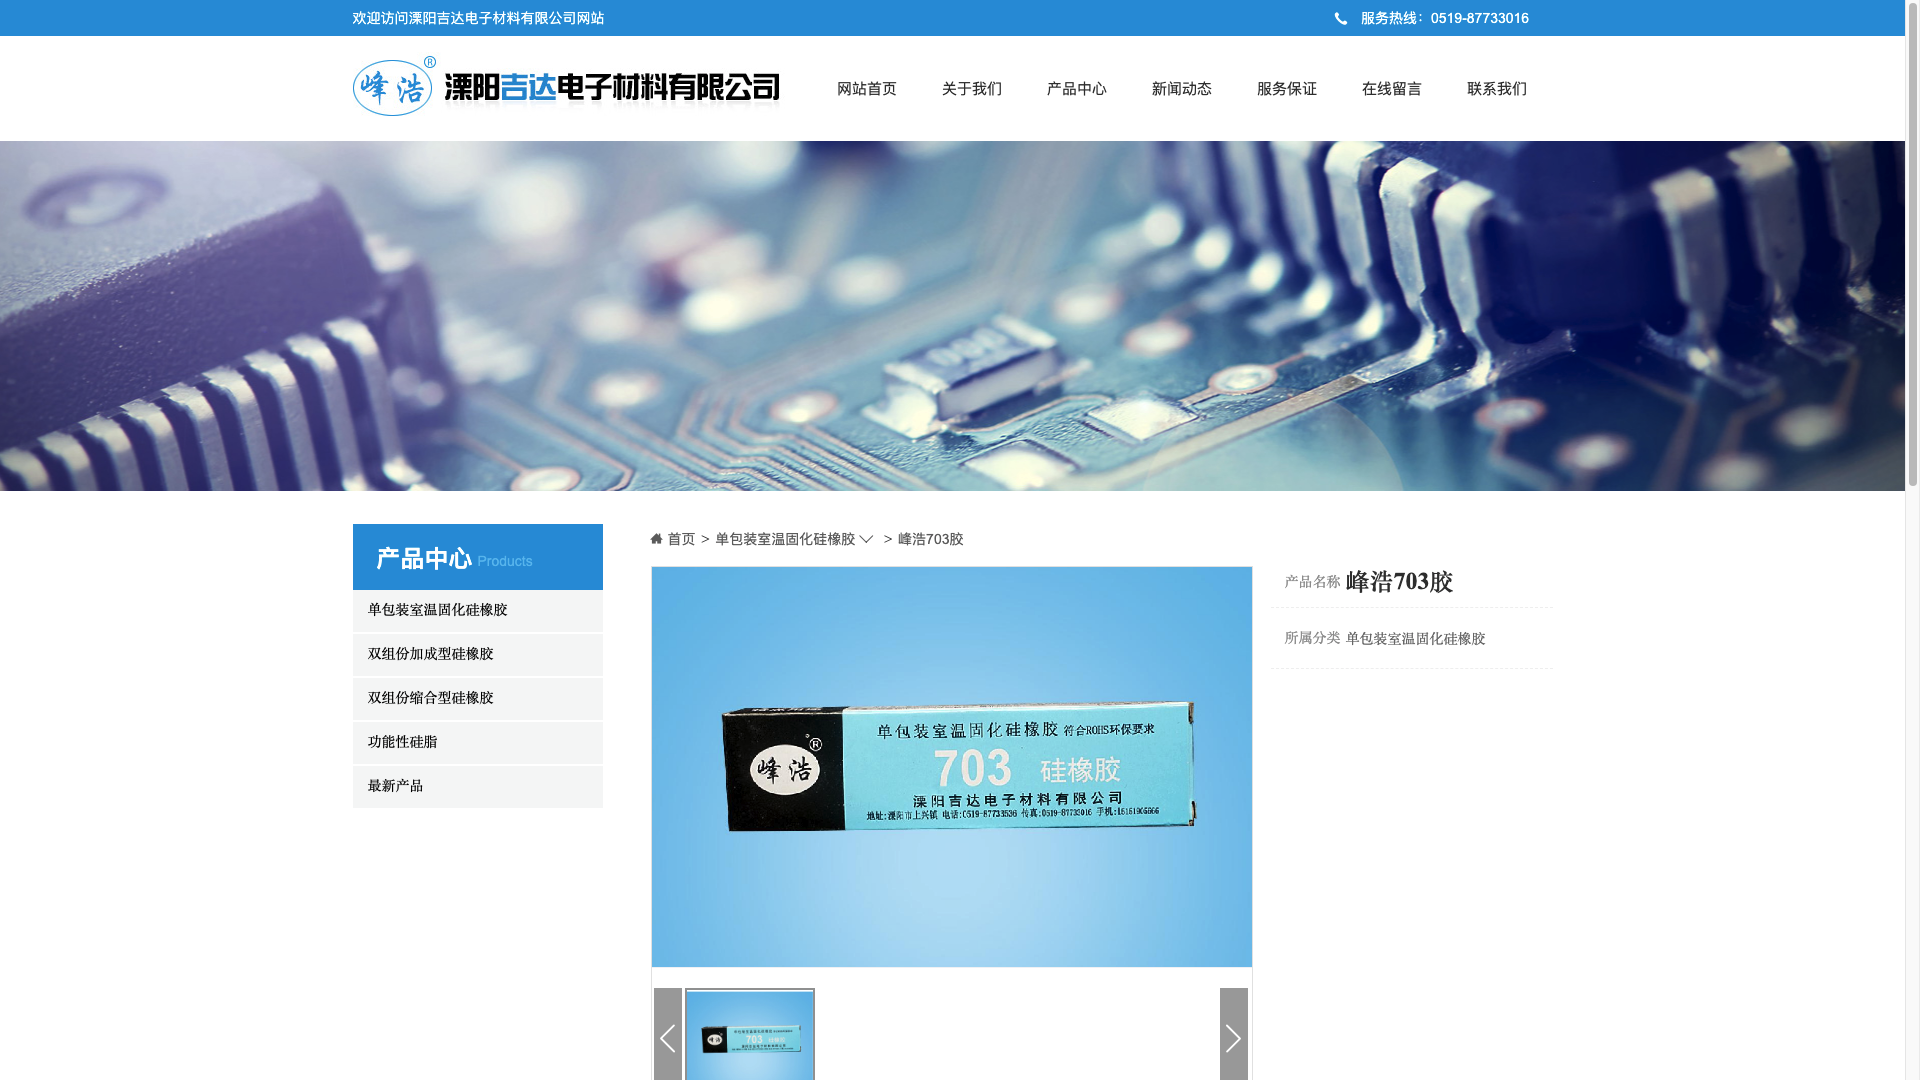 欢迎访问溧阳吉达电子材料有限公司网站
服务热线：0519-87733016
峰浩®
溧阳吉达电子材料有限公司
网站首页
关于我们
产品中心
新闻动态
服务保证
在线留言
联系我们
产品中心 Products
单包装室温固化硅橡胶
双组份加成型硅橡胶
双组份缩合型硅橡胶
功能性硅脂
最新产品
首页 > 单包装室温固化硅橡胶 > 峰浩703胶
峰浩®
单包装室温固化硅橡胶 符合ROHS环保要求
703 硅橡胶
溧阳吉达电子材料有限公司
地址:溧阳市上兴镇 电话:0519-87733536 传真:0519-87733016 手机:
产品名称 峰浩703胶
所属分类 单包装室温固化硅橡胶
峰浩
703 硅橡胶